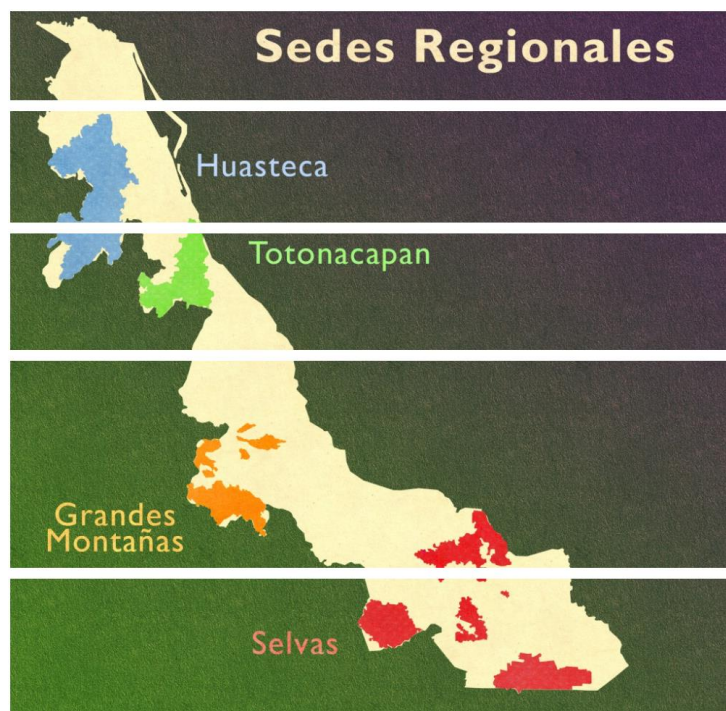 Sedes Regionales
Huasteca
Totonacapan
Grandes
Montañas
Selvas